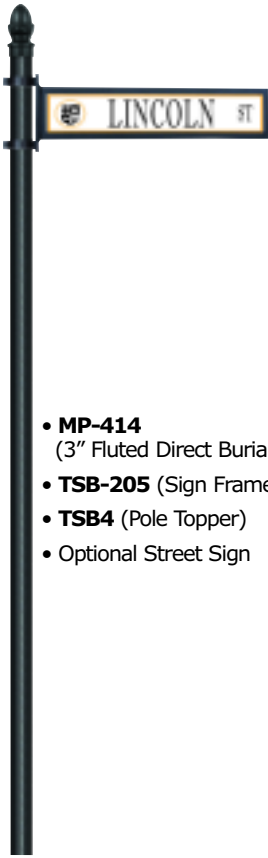 LINCOLN ST
• MP-414
(3” Fluted Direct Buria
• TSB-205 (Sign Frame
• TSB4 (Pole Topper)
• Optional Street Sign